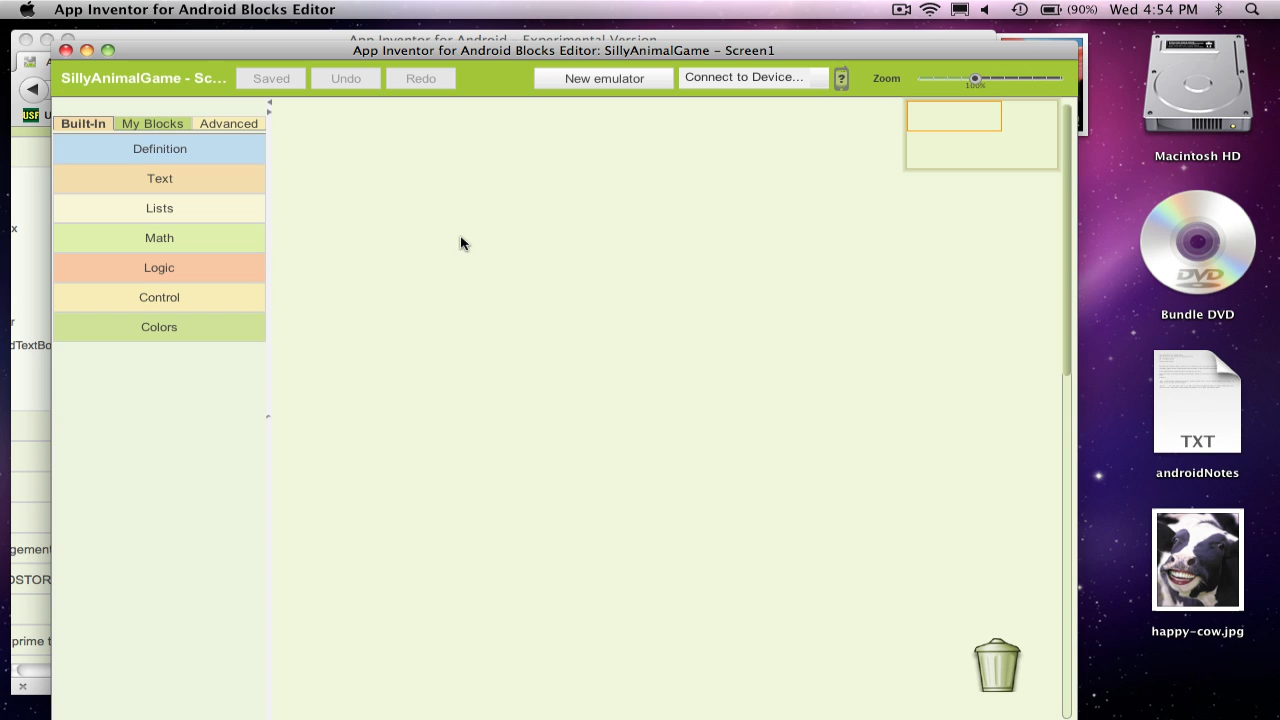 App Inventor for Android Blocks Editor
(90%) Wed 4:54 PM
App Inventor for Android Blocks Editor: SillyAnimalGame – Screen1
SillyAnimalGame - Sc...
Saved
Undo
Redo
New emulator
Connect to Device...
?
Zoom
100%
Built-In
My Blocks
Advanced
Definition
Text
Lists
Math
Logic
Control
Colors
USF
x
r
dTextBo
gement
OSTOR
prime t
Macintosh HD
DVD
Bundle DVD
TXT
androidNotes
happy-cow.jpg